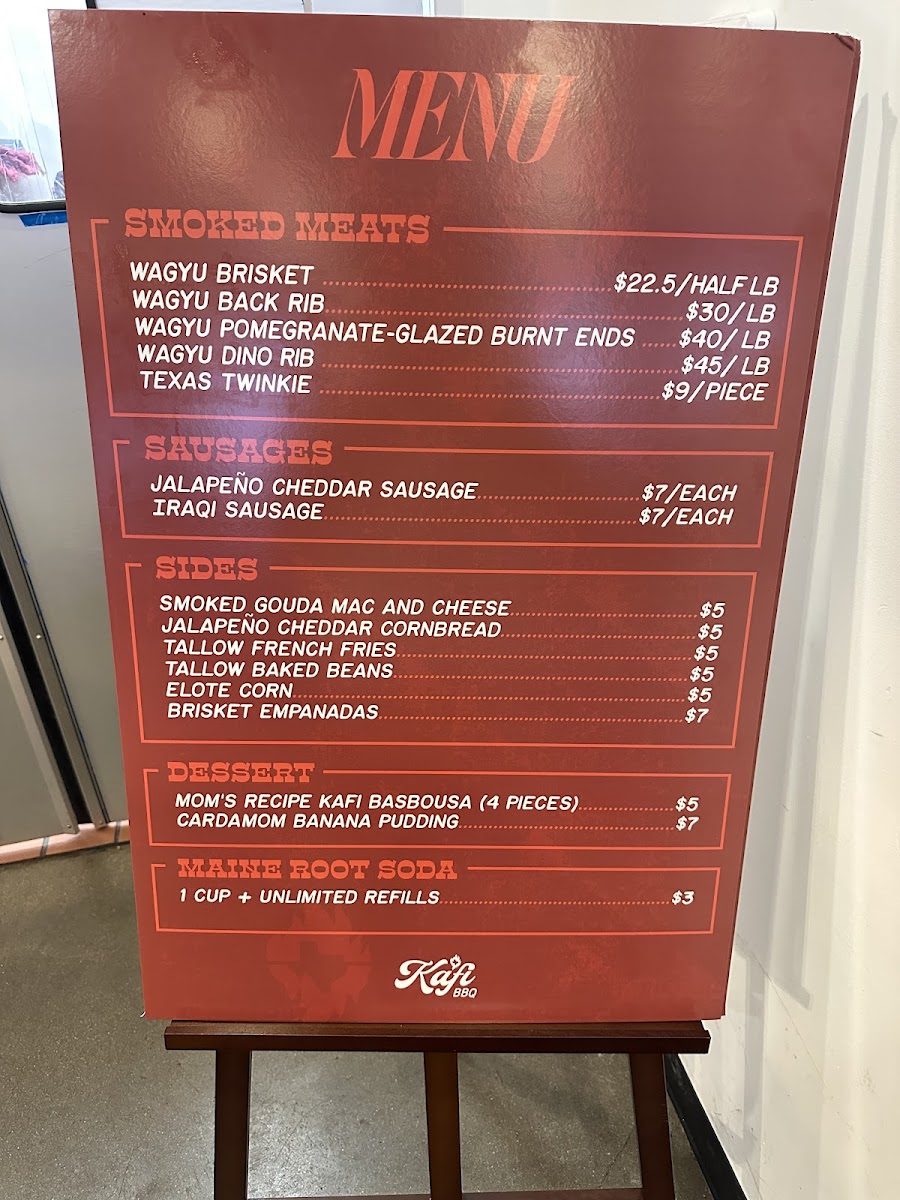 MENU
SMOKED MEATS
WAGYU BRISKET ........ $22.5/HALF LB
WAGYU BACK RIB ........ $30/ LB
WAGYU POMEGRANATE-GLAZED BURNT ENDS ........ $40/ LB
WAGYU DINO RIB ........ $45/ LB
TEXAS TWINKIE ........ $9/PIECE
SAUSAGES
JALAPEÑO CHEDDAR SAUSAGE ........ $7/EACH
IRAQI SAUSAGE ........ $7/EACH
SIDES
SMOKED GOUDA MAC AND CHEESE ........ $5
JALAPEÑO CHEDDAR CORNBREAD ........ $5
TALLOW FRENCH FRIES ........ $5
TALLOW BAKED BEANS ........ $5
ELOTE CORN ........ $5
BRISKET EMPANADAS ........ $7
DESSERT
MOM'S RECIPE KAFI BASBOUSA (4 PIECES) ........ $5
CARDAMOM BANANA PUDDING ........ $7
MAINE ROOT SODA
1 CUP + UNLIMITED REFILLS ........ $3
Kafi
BBQ